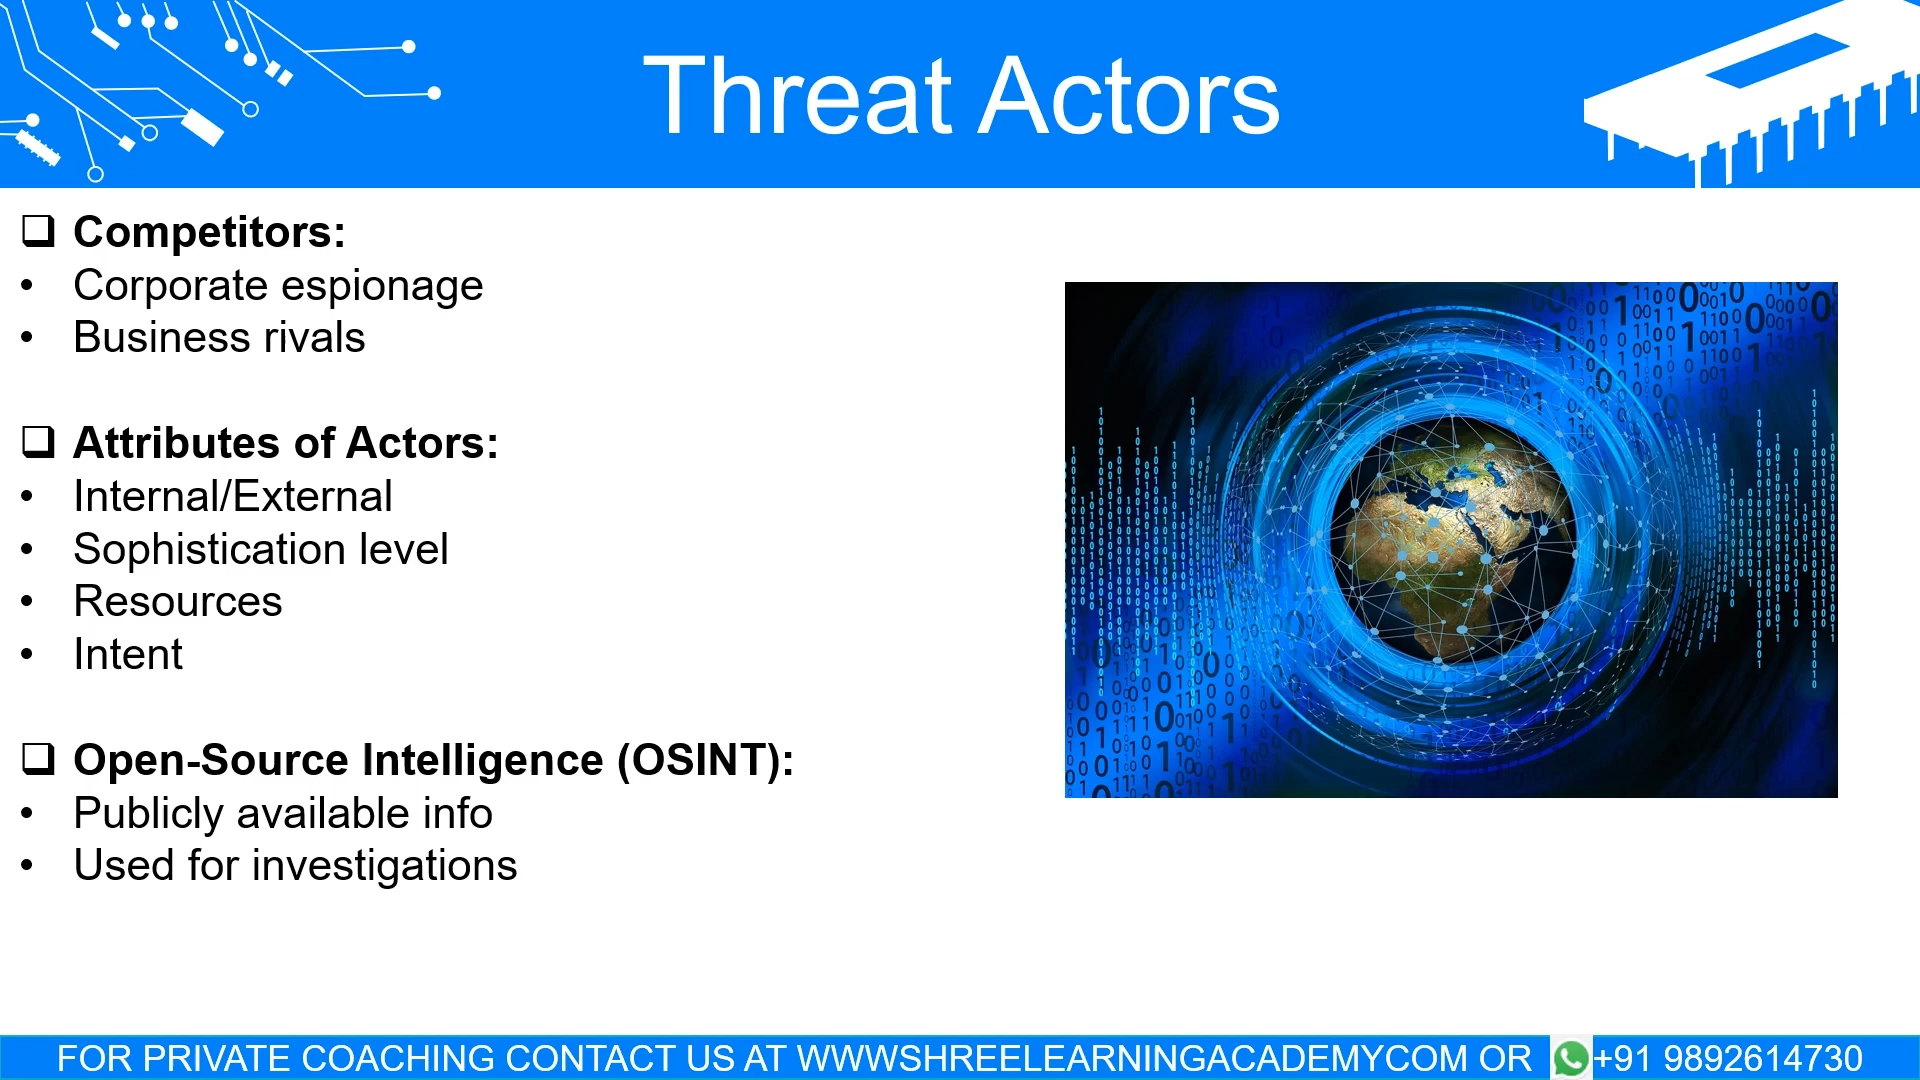 Threat Actors
❑ Competitors:
• Corporate espionage
• Business rivals
❑ Attributes of Actors:
• Internal/External
• Sophistication level
• Resources
• Intent
❑ Open-Source Intelligence (OSINT):
• Publicly available info
• Used for investigations
FOR PRIVATE COACHING CONTACT US AT WWWSHREELEARNINGACADEMYCOM OR +91 9892614730